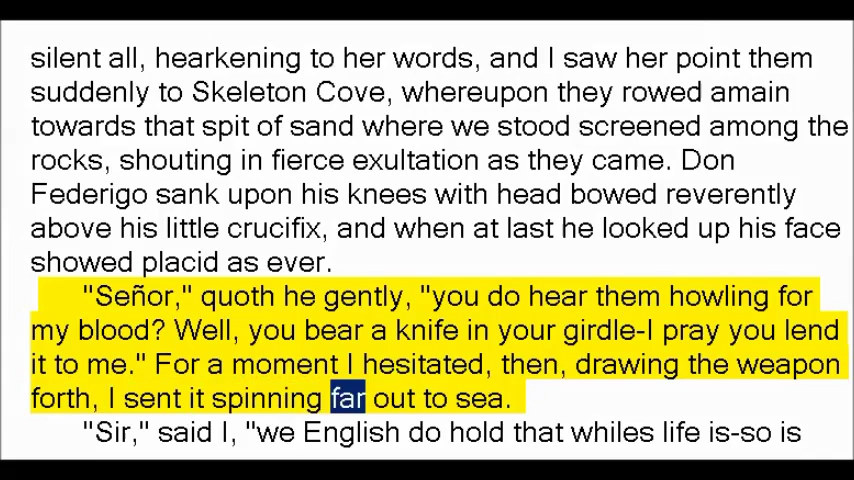 silent all, hearkening to her words, and I saw her point them
suddenly to Skeleton Cove, whereupon they rowed amain
towards that spit of sand where we stood screened among the
rocks, shouting in fierce exultation as they came. Don
Federigo sank upon his knees with head bowed reverently
above his little crucifix, and when at last he looked up his face
showed placid as ever.
"Señor," quoth he gently, "you do hear them howling for
my blood? Well, you bear a knife in your girdle-I pray you lend
it to me." For a moment I hesitated, then, drawing the weapon
forth, I sent it spinning far out to sea.
"Sir," said I, "we English do hold that whiles life is-so is